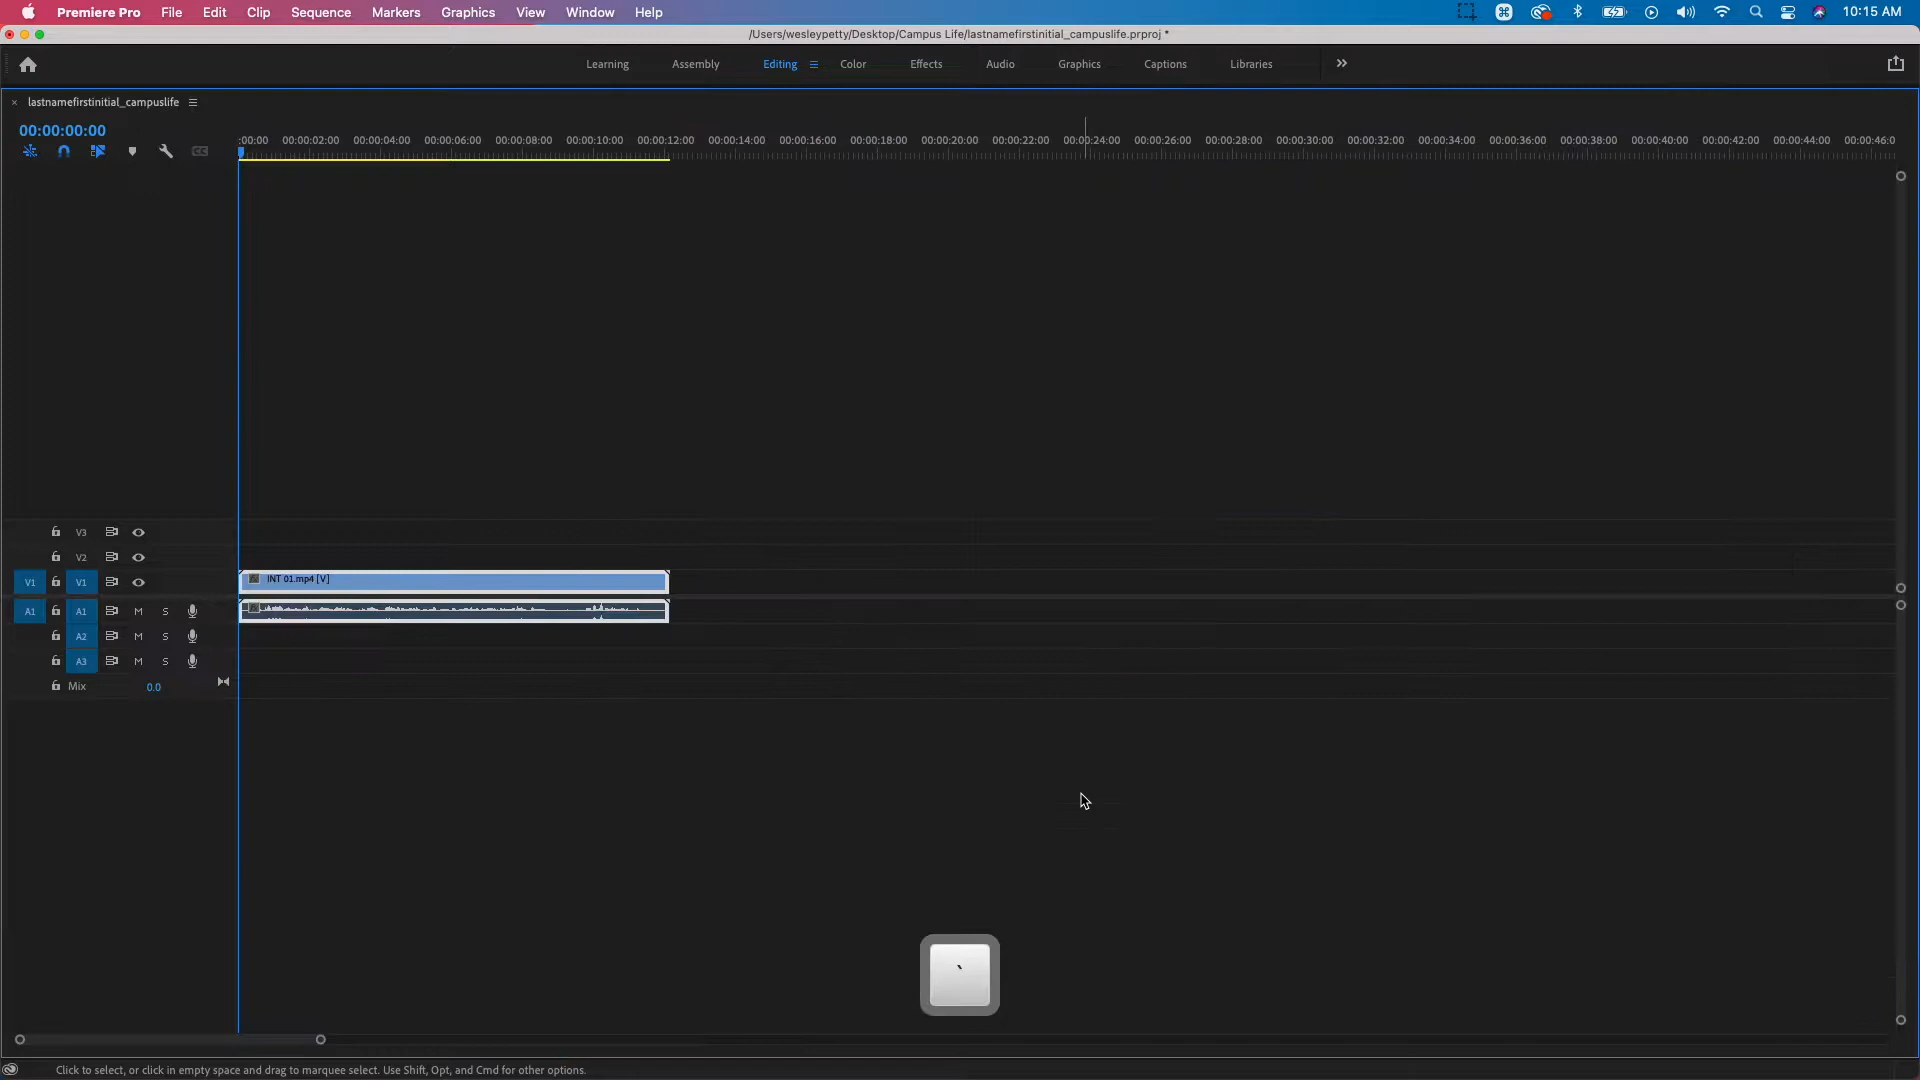 Premiere Pro File Edit Clip Sequence Markers Graphics View Window Help 10:15 AM
/Users/wesleypetty/Desktop/Campus Life/lastnamefirstinitial_campuslife.prproj *
Learning Assembly Editing Color Effects Audio Graphics Captions Libraries
× lastnamefirstinitial_campuslife
00:00:00:00
:00:00 00:00:02:00 00:00:04:00 00:00:06:00 00:00:08:00 00:00:10:00 00:00:12:00 00:00:14:00 00:00:16:00 00:00:18:00 00:00:20:00 00:00:22:00 00:00:24:00 00:00:26:00 00:00:28:00 00:00:30:00 00:00:32:00 00:00:34:00 00:00:36:00 00:00:38:00 00:00:40:00 00:00:42:00 00:00:44:00 00:00:46:0
V3
V2
V1 V1 INT 01.mp4 [V]
A1 A1 M S
A2 M S
A3 M S
Mix 0.0
`
Click to select, or click in empty space and drag to marquee select. Use Shift, Opt, and Cmd for other options.